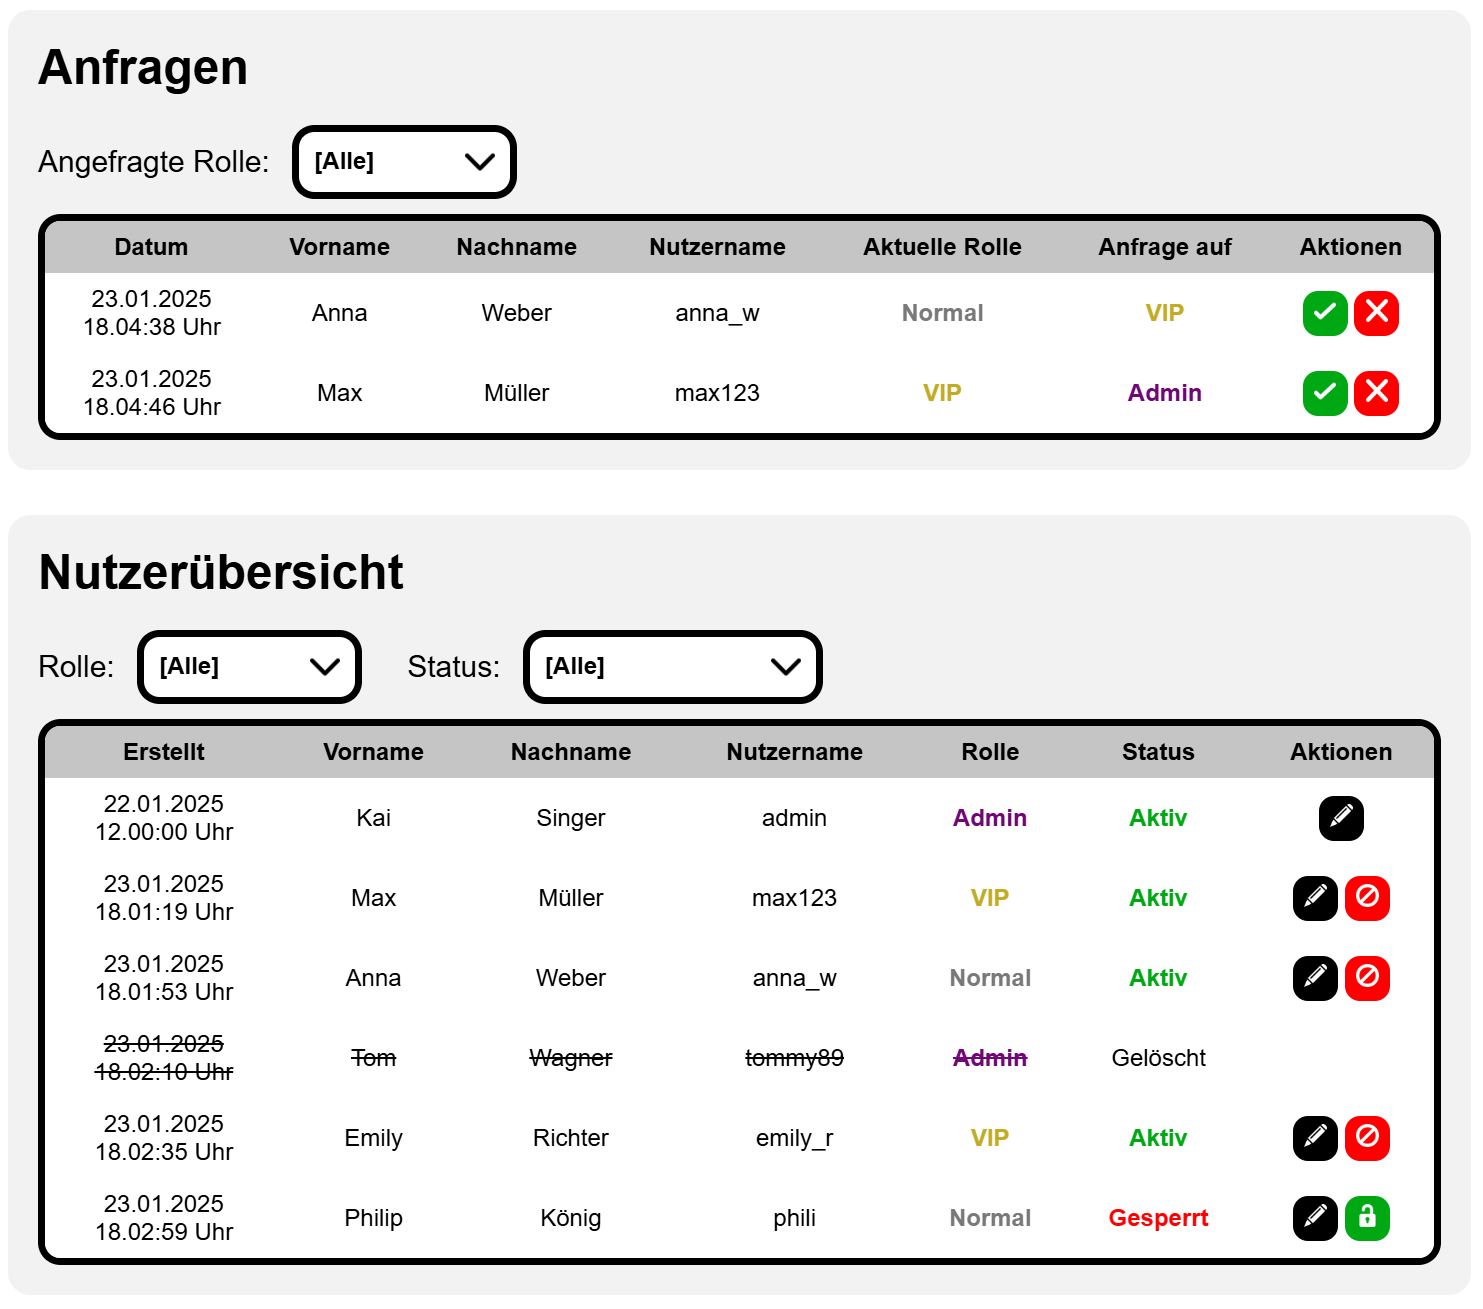 Anfragen
Angefragte Rolle: [Alle]
Datum Vorname Nachname Nutzername Aktuelle Rolle Anfrage auf Aktionen
23.01.2025
18.04:38 Uhr Anna Weber anna_w Normal VIP
23.01.2025
18.04:46 Uhr Max Müller max123 VIP Admin
Nutzerübersicht
Rolle: [Alle] Status: [Alle]
Erstellt Vorname Nachname Nutzername Rolle Status Aktionen
22.01.2025
12.00:00 Uhr Kai Singer admin Admin Aktiv
23.01.2025
18.01:19 Uhr Max Müller max123 VIP Aktiv
23.01.2025
18.01:53 Uhr Anna Weber anna_w Normal Aktiv
23.01.2025
18.02:10 Uhr Tom Wagner tommy89 Admin Gelöscht
23.01.2025
18.02:35 Uhr Emily Richter emily_r VIP Aktiv
23.01.2025
18.02:59 Uhr Philip König phili Normal Gesperrt